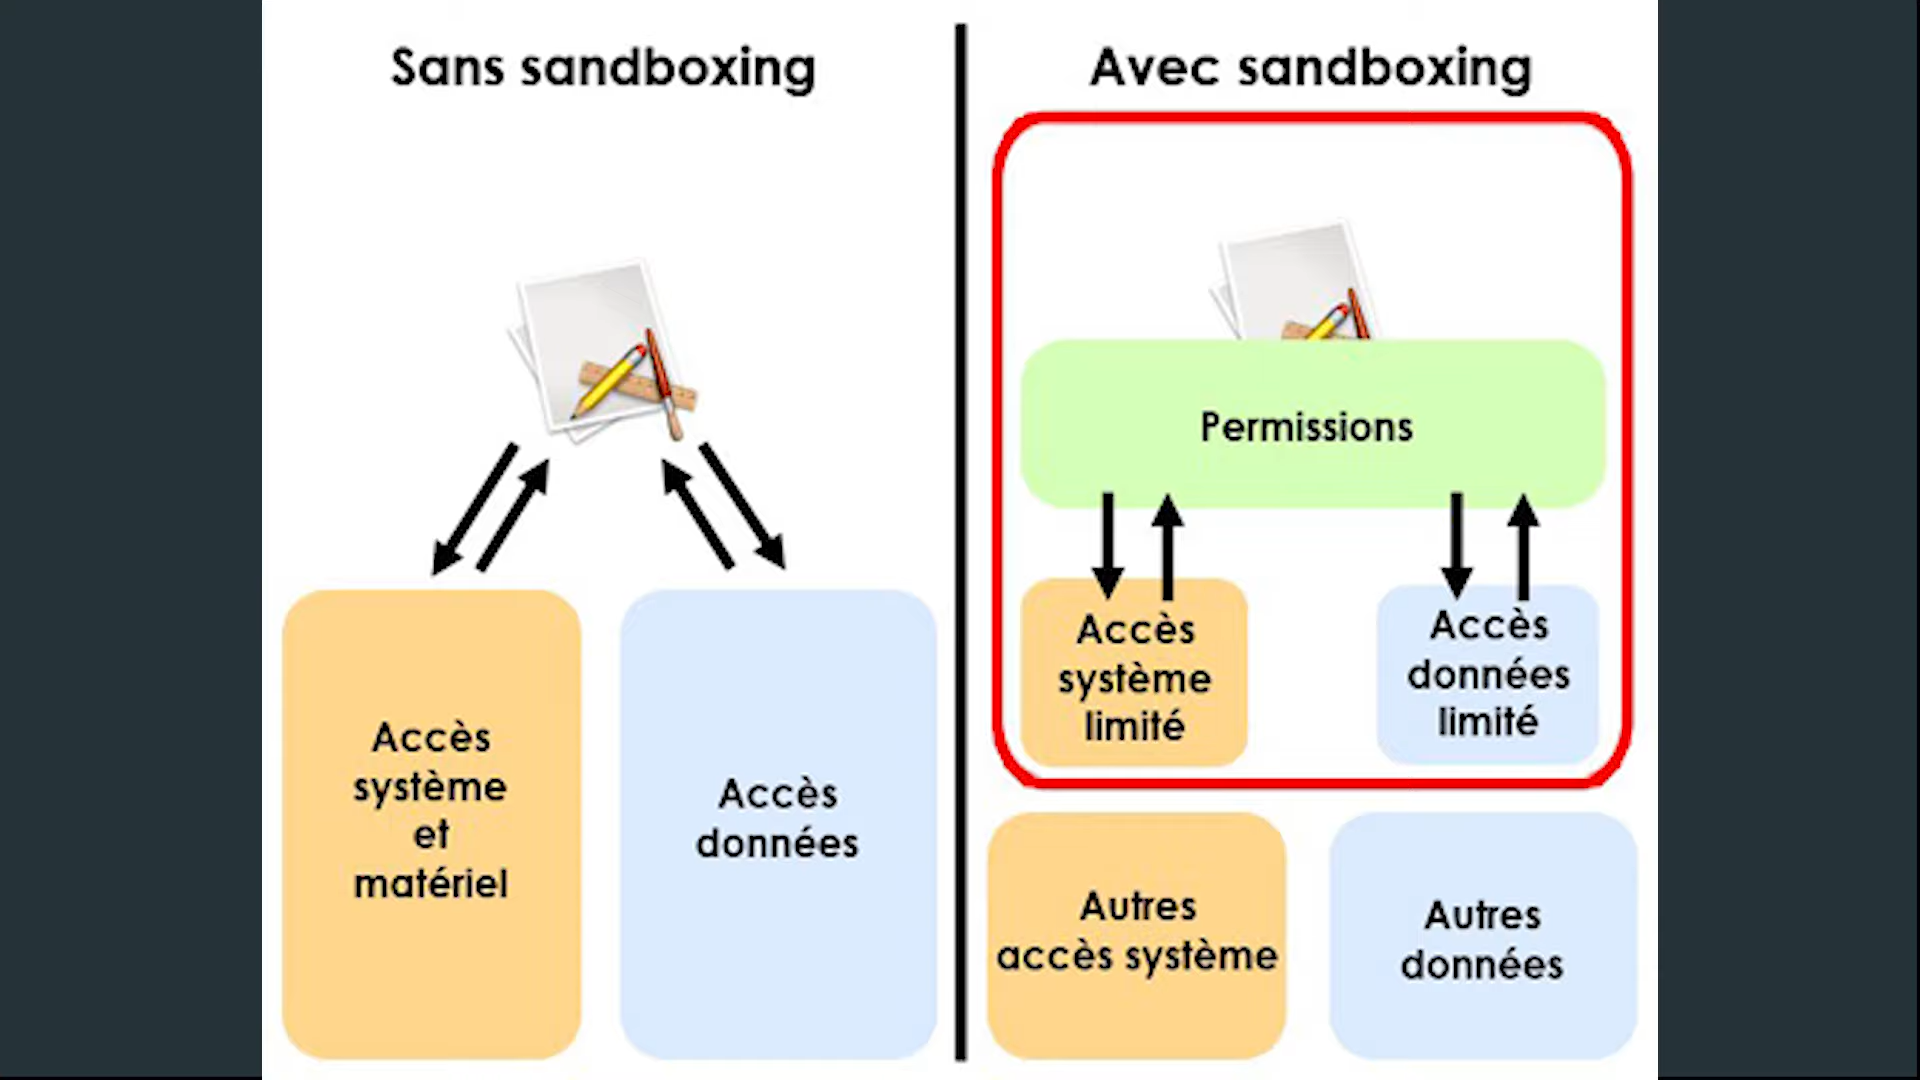 Sans sandboxing
Accès
système
et
matériel
Accès
données
Avec sandboxing
Permissions
Accès
système
limité
Accès
données
limité
Autres
accès système
Autres
données